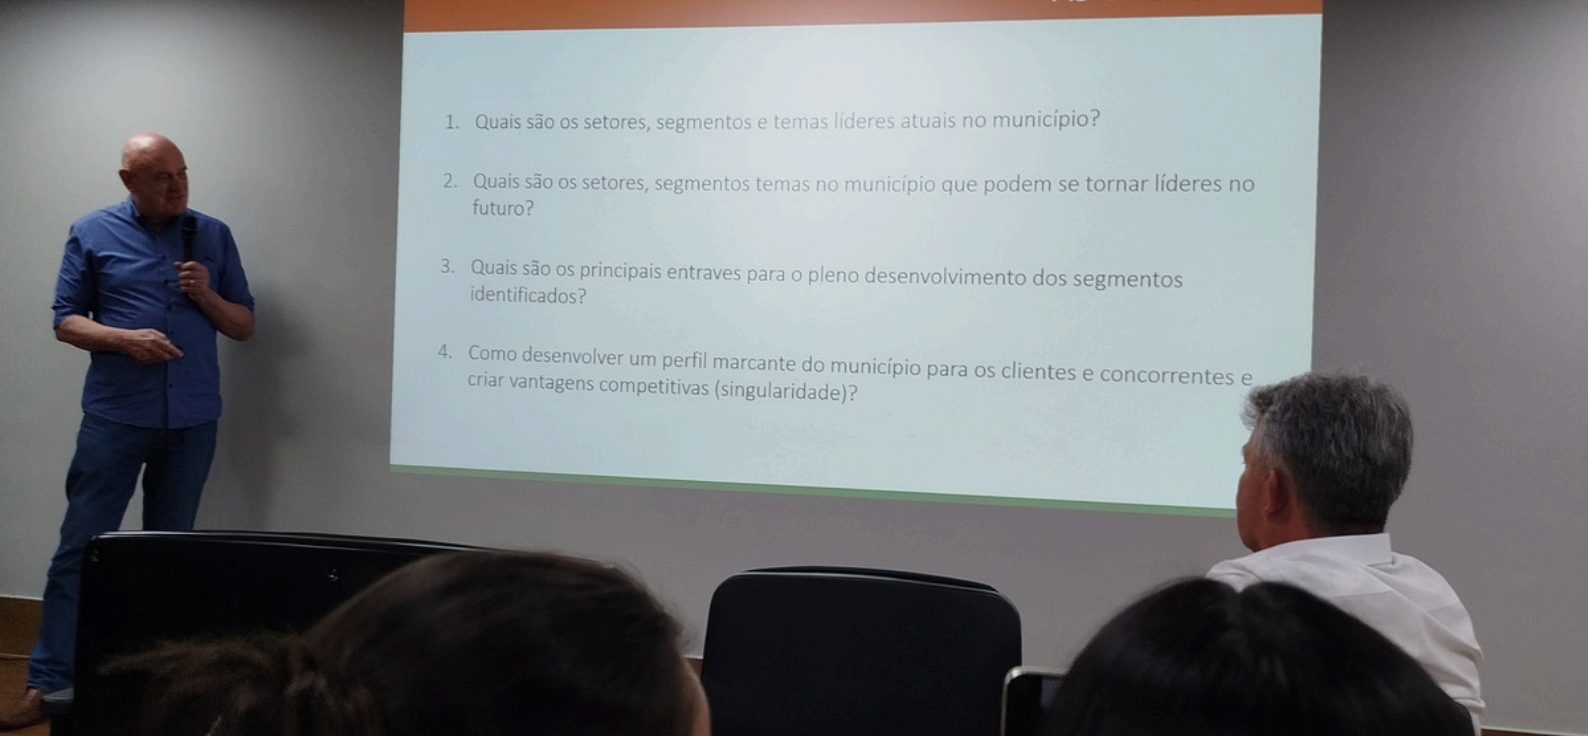 1. Quais são os setores, segmentos e temas líderes atuais no município?
2. Quais são os setores, segmentos temas no município que podem se tornar líderes no
futuro?
3. Quais são os principais entraves para o pleno desenvolvimento dos segmentos
identificados?
4. Como desenvolver um perfil marcante do município para os clientes e concorrentes e
criar vantagens competitivas (singularidade)?